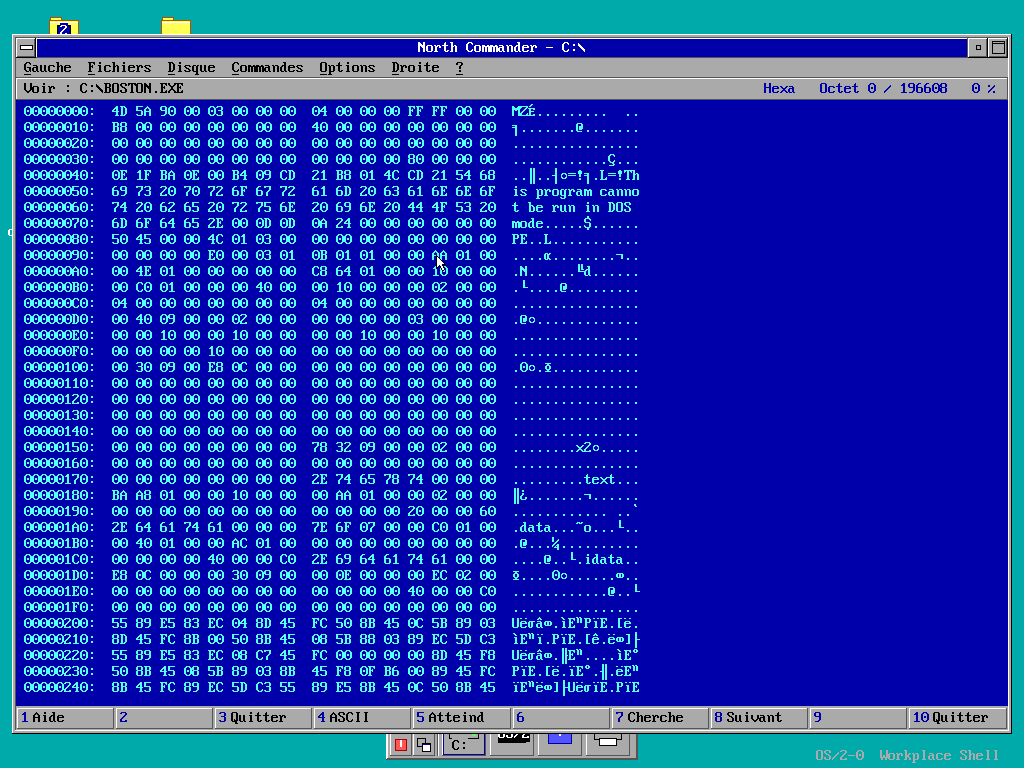 North Commander - C:\
Gauche Fichiers Disque Commandes Options Droite ?
Voir : C:\BOSTON.EXE Hexa Octet 0 / 196608 0 %
00000000: 4D 5A 90 00 03 00 00 00 04 00 00 00 FF FF 00 00 MZÉ......... ..
00000010: B8 00 00 00 00 00 00 00 40 00 00 00 00 00 00 00 ╕.......@.......
00000020: 00 00 00 00 00 00 00 00 00 00 00 00 00 00 00 00 ................
00000030: 00 00 00 00 00 00 00 00 00 00 00 00 80 00 00 00 ............Ç...
00000040: 0E 1F BA 0E 00 B4 09 CD 21 B8 01 4C CD 21 54 68 ..║..┤○=!╕.L=!Th
00000050: 69 73 20 70 72 6F 67 72 61 6D 20 63 61 6E 6E 6F is program canno
00000060: 74 20 62 65 20 72 75 6E 20 69 6E 20 44 4F 53 20 t be run in DOS
00000070: 6D 6F 64 65 2E 00 0D 0D 0A 24 00 00 00 00 00 00 mode.....$......
00000080: 50 45 00 00 4C 01 03 00 00 00 00 00 00 00 00 00 PE..L...........
00000090: 00 00 00 00 E0 00 03 01 0B 01 01 00 00 AA 01 00 ....α........¬..
000000A0: 00 4E 01 00 00 00 00 00 C8 64 01 00 00 10 00 00 .N......╚d......
000000B0: 00 C0 01 00 00 00 40 00 00 10 00 00 00 02 00 00 .└....@.........
000000C0: 04 00 00 00 00 00 00 00 04 00 00 00 00 00 00 00 ................
000000D0: 00 40 09 00 00 02 00 00 00 00 00 00 03 00 00 00 .@○.............
000000E0: 00 00 10 00 00 10 00 00 00 00 10 00 00 10 00 00 ................
000000F0: 00 00 00 00 10 00 00 00 00 00 00 00 00 00 00 00 ................
00000100: 00 30 09 00 E8 0C 00 00 00 00 00 00 00 00 00 00 .0○.Φ...........
00000110: 00 00 00 00 00 00 00 00 00 00 00 00 00 00 00 00 ................
00000120: 00 00 00 00 00 00 00 00 00 00 00 00 00 00 00 00 ................
00000130: 00 00 00 00 00 00 00 00 00 00 00 00 00 00 00 00 ................
00000140: 00 00 00 00 00 00 00 00 00 00 00 00 00 00 00 00 ................
00000150: 00 00 00 00 00 00 00 00 78 32 09 00 00 02 00 00 ........x2○.....
00000160: 00 00 00 00 00 00 00 00 00 00 00 00 00 00 00 00 ................
00000170: 00 00 00 00 00 00 00 00 2E 74 65 78 74 00 00 00 .........text...
00000180: BA A8 01 00 00 10 00 00 00 AA 01 00 00 02 00 00 ║¿.......¬......
00000190: 00 00 00 00 00 00 00 00 00 00 00 00 20 00 00 60 ............ ..`
000001A0: 2E 64 61 74 61 00 00 00 7E 6F 07 00 00 C0 01 00 .data...~o...└..
000001B0: 00 40 01 00 00 AC 01 00 00 00 00 00 00 00 00 00 .@...¼..........
000001C0: 00 00 00 00 40 00 00 C0 2E 69 64 61 74 61 00 00 ....@..└.idata..
000001D0: E8 0C 00 00 00 30 09 00 00 0E 00 00 00 EC 02 00 Φ....0○......∞..
000001E0: 00 00 00 00 00 00 00 00 00 00 00 00 40 00 00 C0 ............@..└
000001F0: 00 00 00 00 00 00 00 00 00 00 00 00 00 00 00 00 ................
00000200: 55 89 E5 83 EC 04 8D 45 FC 50 8B 45 0C 5B 89 03 Uëσâ∞.ìEⁿPïE.[ë.
00000210: 8D 45 FC 8B 00 50 8B 45 08 5B 88 03 89 EC 5D C3 ìEⁿï.PïE.[ê.ë∞]├
00000220: 55 89 E5 83 EC 08 C7 45 FC 00 00 00 00 8D 45 F8 Uëσâ∞.╟Eⁿ....ìE°
00000230: 50 8B 45 08 5B 89 03 8B 45 F8 0F B6 00 89 45 FC PïE.[ë.ïE°.╢.ëEⁿ
00000240: 8B 45 FC 89 EC 5D C3 55 89 E5 8B 45 0C 50 8B 45 ïEⁿë∞]├UëσïE.PïE
1 Aide 2 3 Quitter 4 ASCII 5 Atteind 6 7 Cherche 8 Suivant 9 10 Quitter
C:
OS/2-0 Workplace Shell